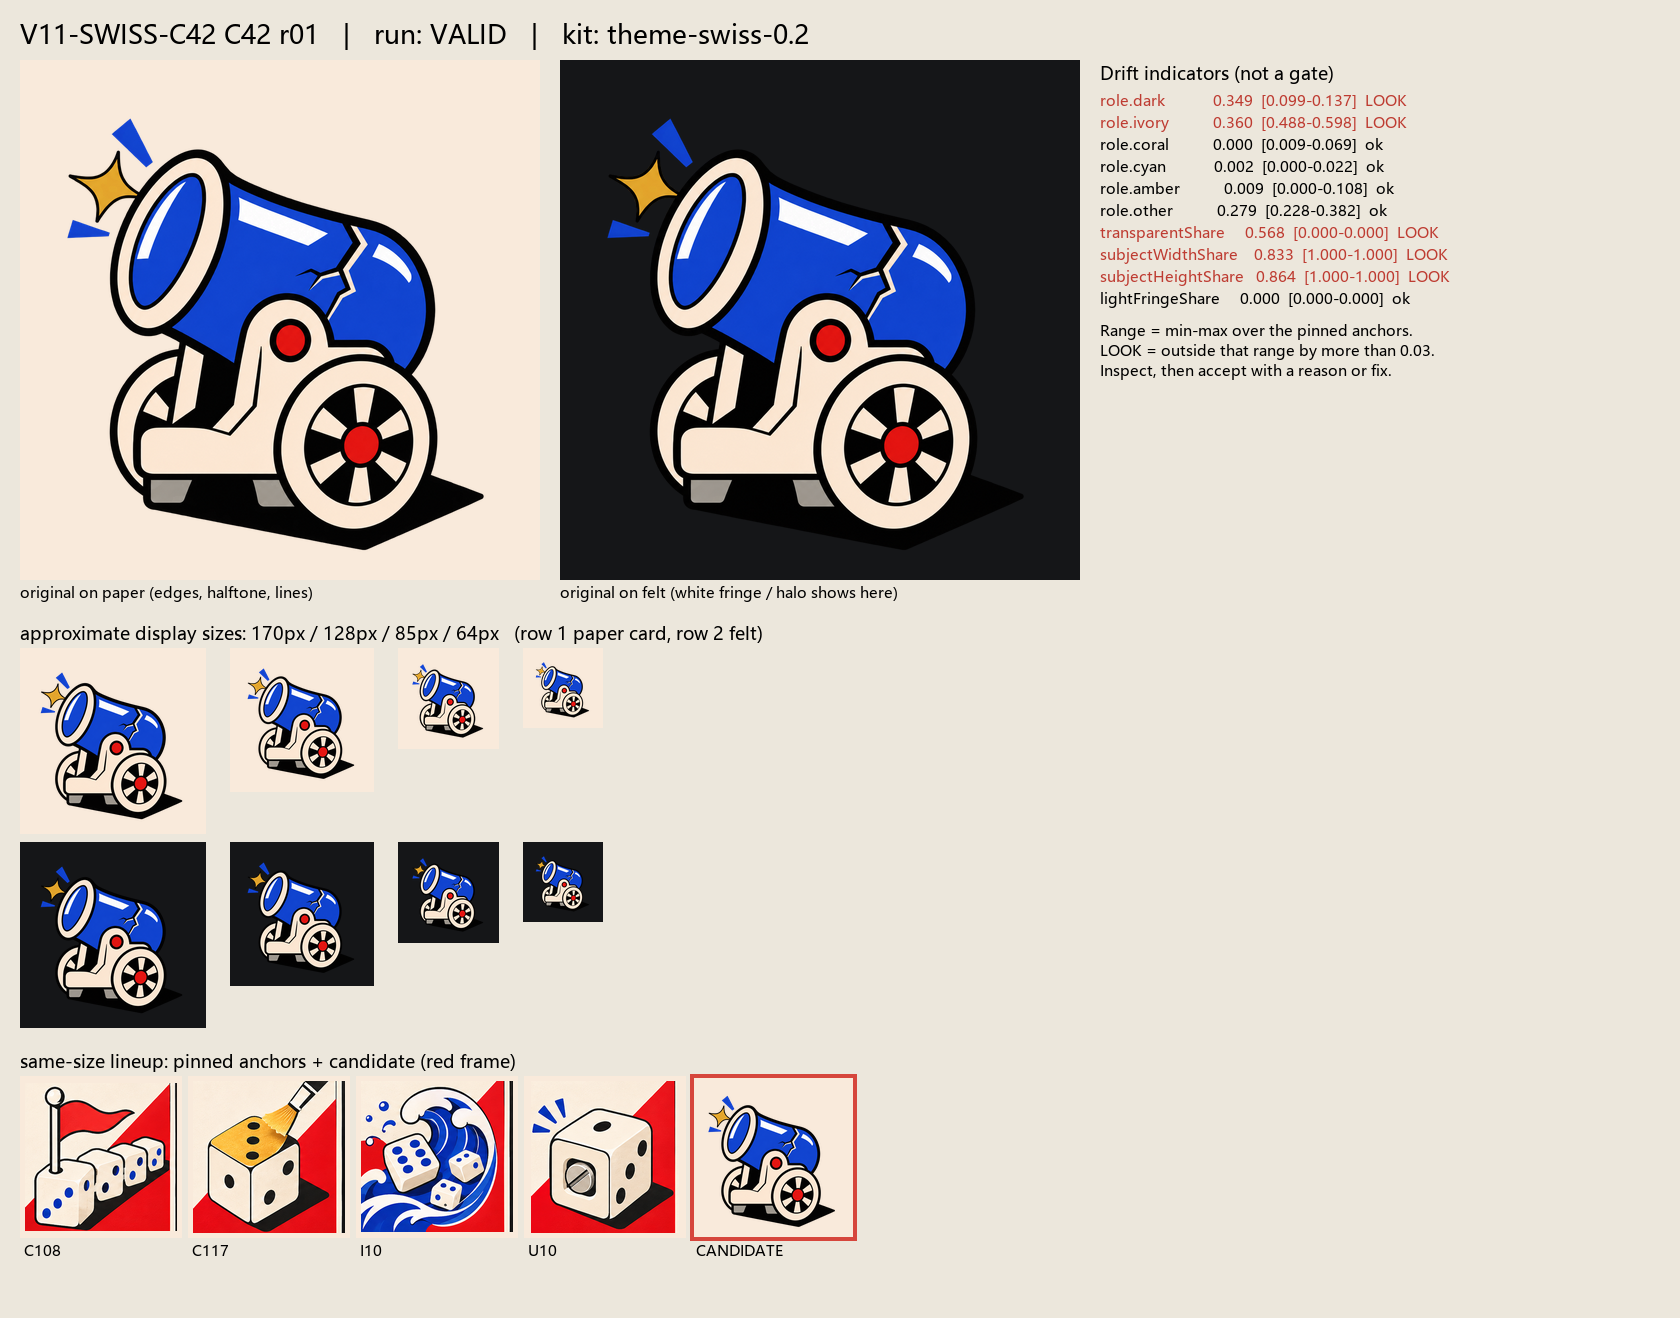 V11-SWISS-C42 C42 r01 | run: VALID | kit: theme-swiss-0.2
Drift indicators (not a gate)
role.dark 0.349 [0.099-0.137] LOOK
role.ivory 0.360 [0.488-0.598] LOOK
role.coral 0.000 [0.009-0.069] ok
role.cyan 0.002 [0.000-0.022] ok
role.amber 0.009 [0.000-0.108] ok
role.other 0.279 [0.228-0.382] ok
transparentShare 0.568 [0.000-0.000] LOOK
subjectWidthShare 0.833 [1.000-1.000] LOOK
subjectHeightShare 0.864 [1.000-1.000] LOOK
lightFringeShare 0.000 [0.000-0.000] ok
Range = min-max over the pinned anchors.
LOOK = outside that range by more than 0.03.
Inspect, then accept with a reason or fix.
original on paper (edges, halftone, lines)
original on felt (white fringe / halo shows here)
approximate display sizes: 170px / 128px / 85px / 64px (row 1 paper card, row 2 felt)
same-size lineup: pinned anchors + candidate (red frame)
C108
C117
I10
U10
CANDIDATE